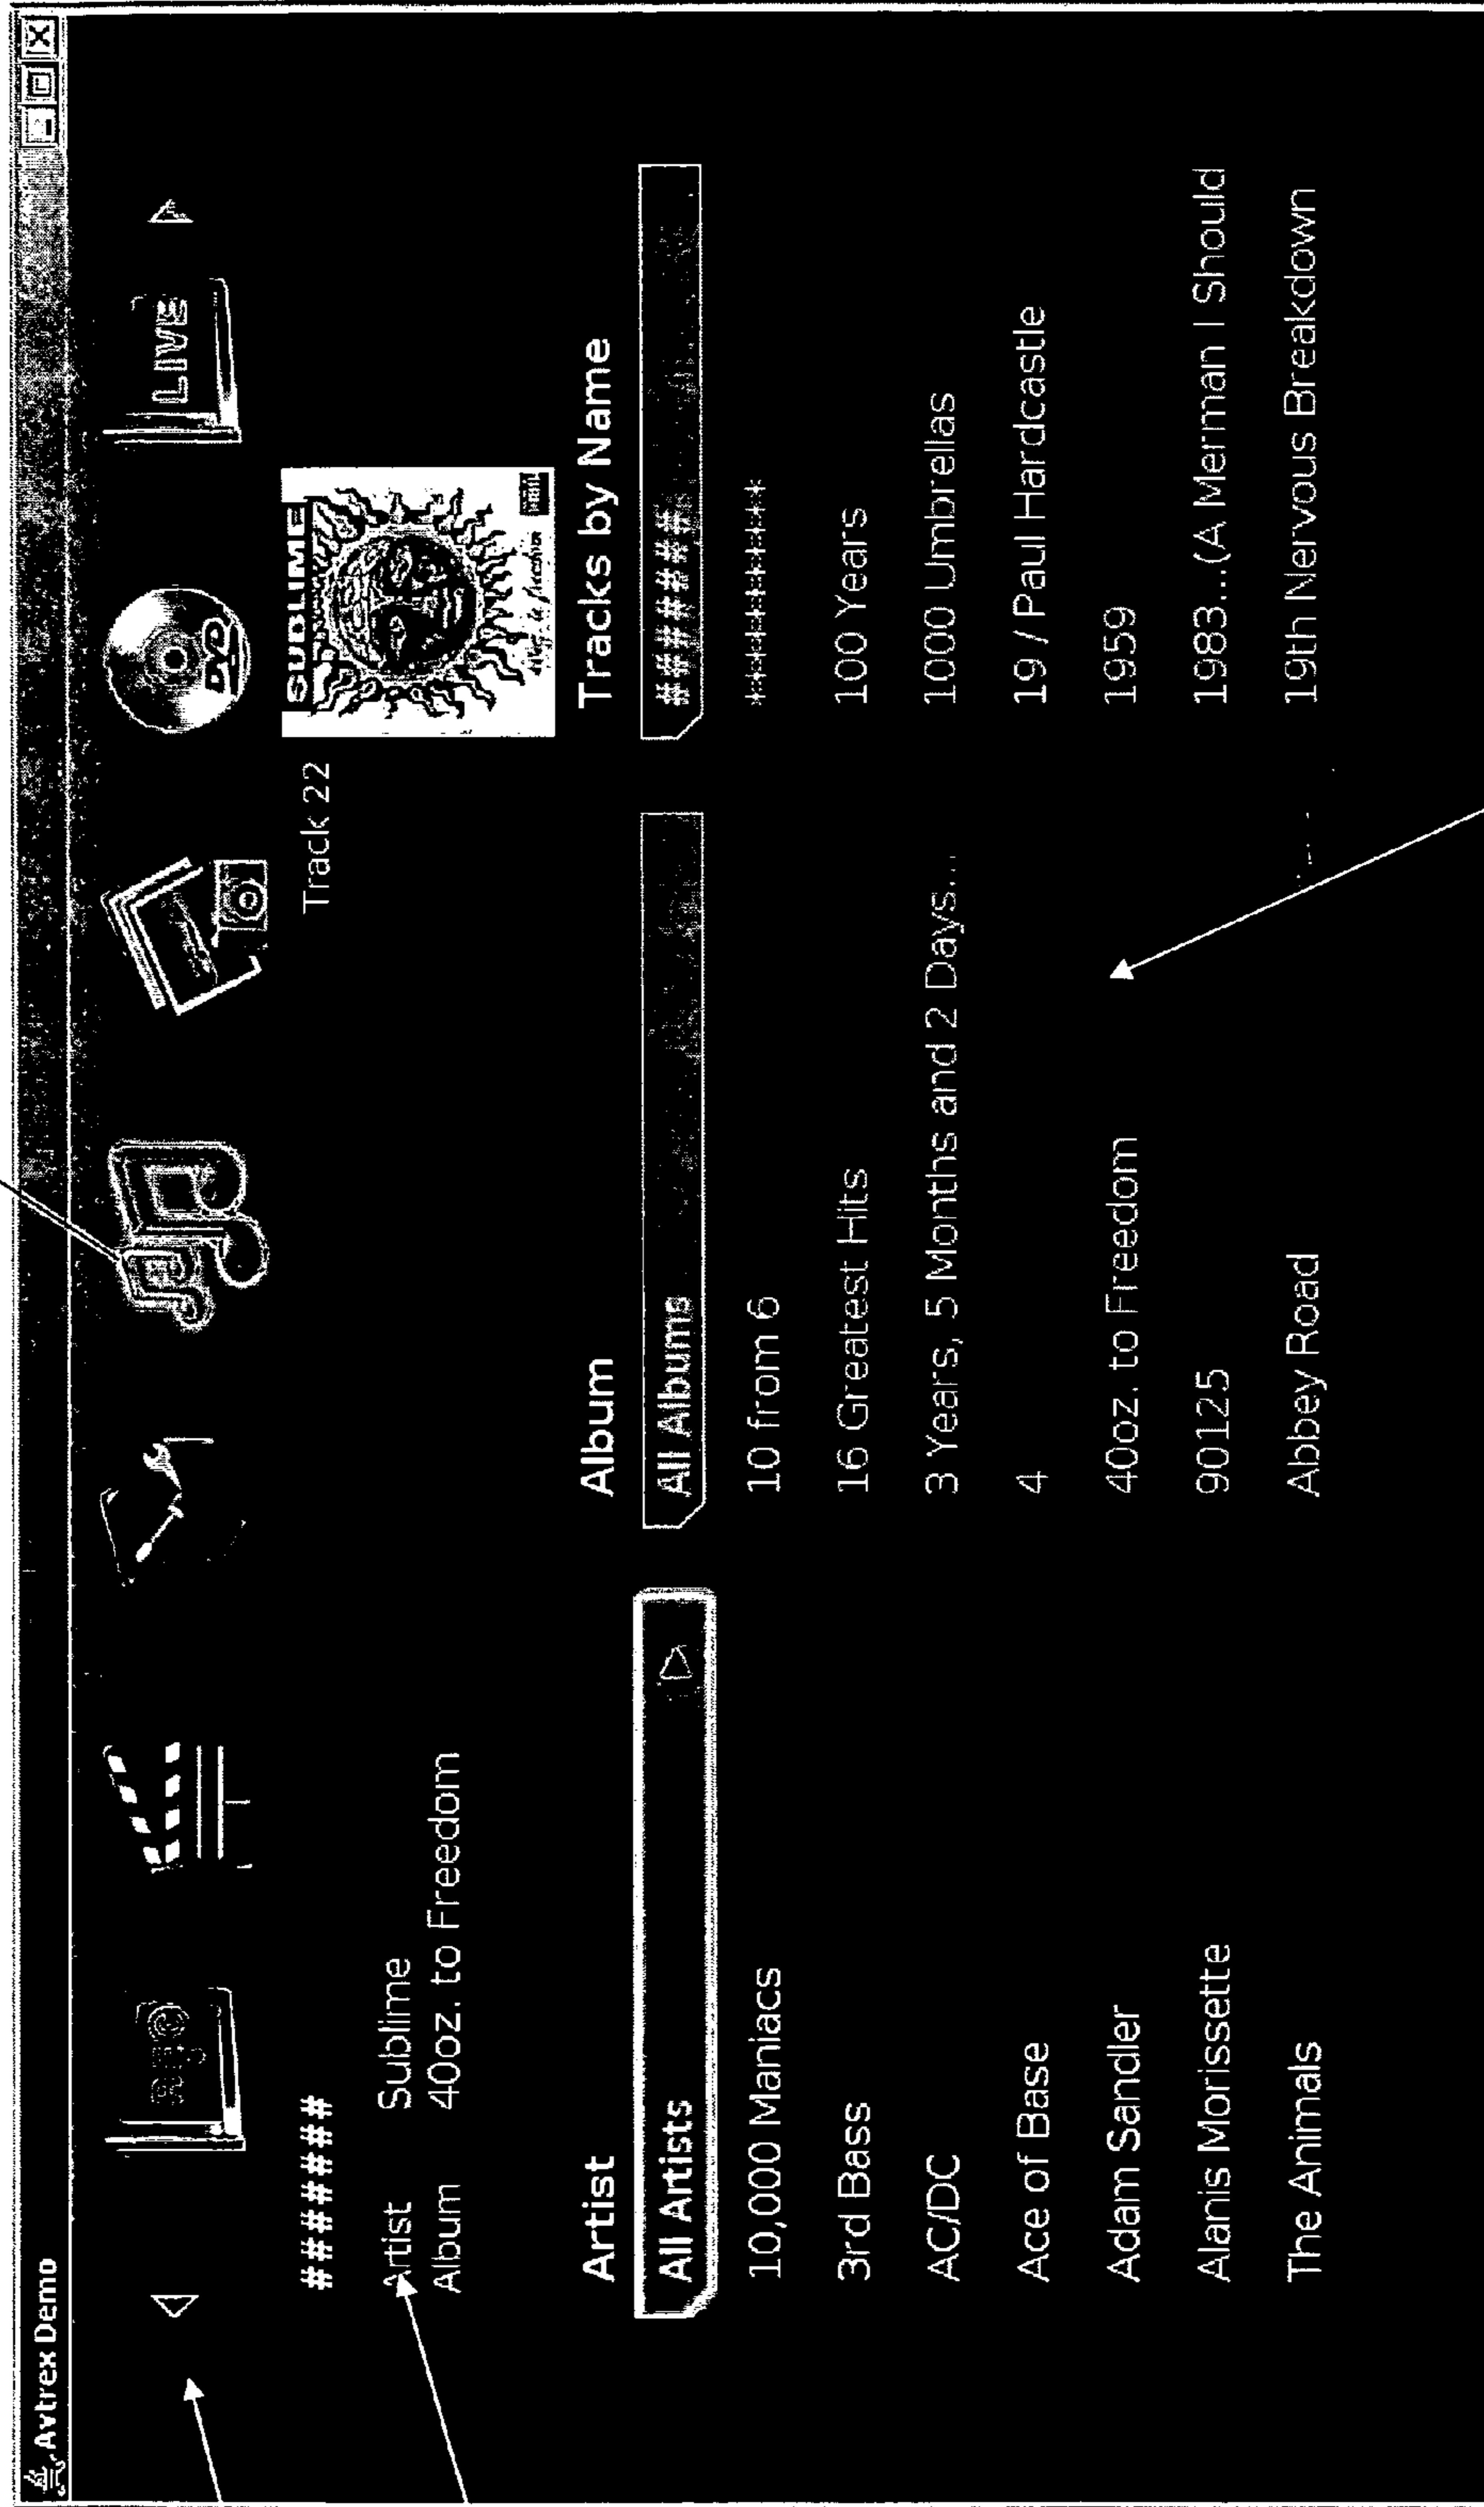 Avtrex Demo
LIVE
DVD
####### Track 22
SUBLIME
Artist Sublime
Album 40oz. to Freedom
Artist Album Tracks by Name
All Artists All Albums #######
10,000 Maniacs 10 from 6 **********
3rd Bass 16 Greatest Hits 100 Years
AC/DC 3 Years, 5 Months and 2 Days... 1000 Umbrellas
Ace of Base 4 19 / Paul Hardcastle
Adam Sandler 40oz. to Freedom 1959
Alanis Morissette 90125 1983...(A Merman I Should
The Animals Abbey Road 19th Nervous Breakdown